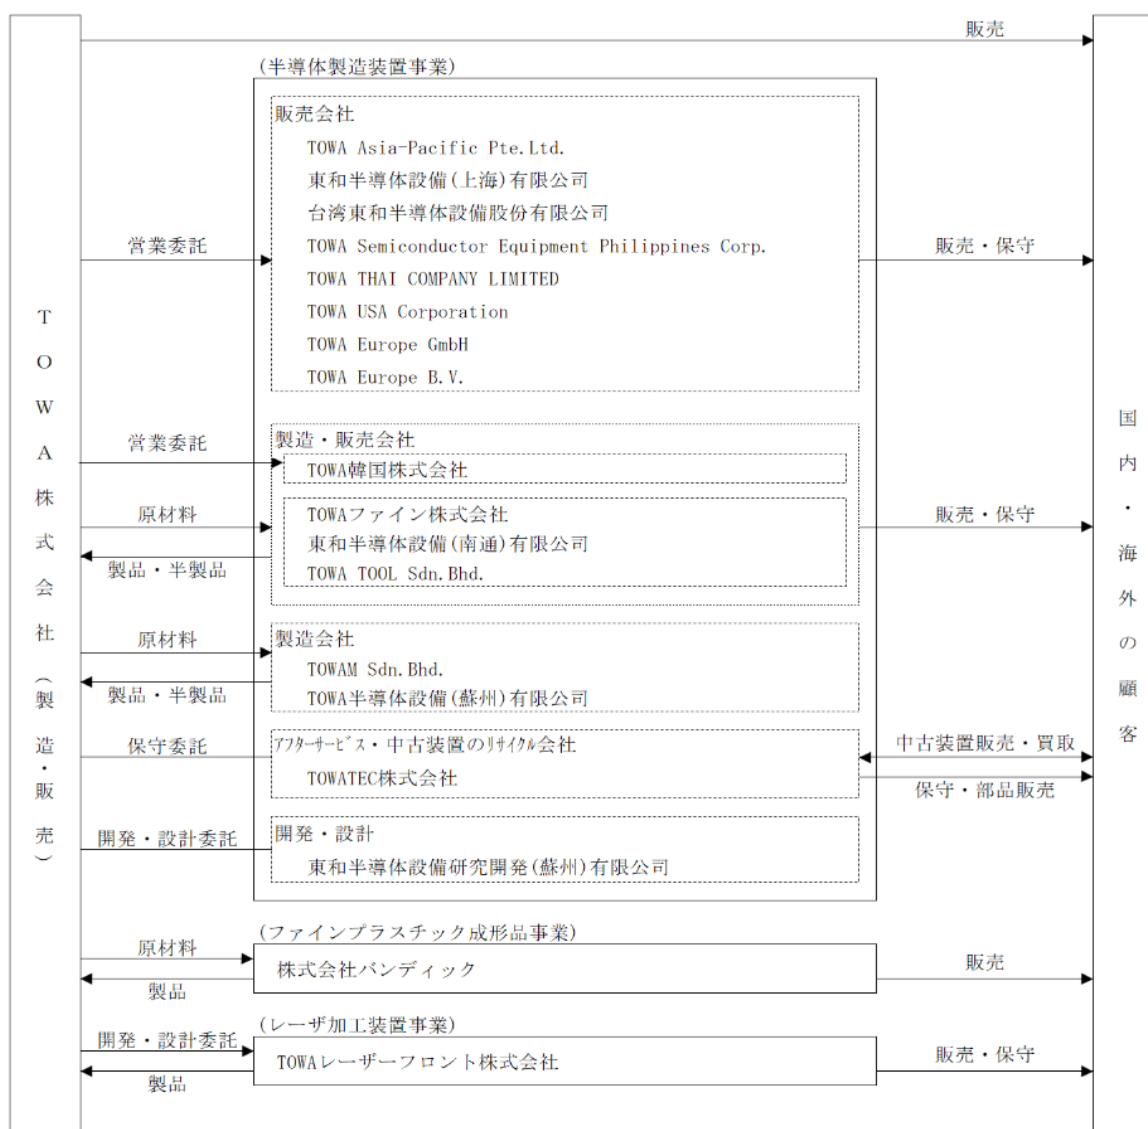 販売
(半導体製造装置事業)
販売会社
TOWA Asia-Pacific Pte.Ltd.
東和半導体設備(上海)有限公司
台湾東和半導体設備股份有限公司
営業委託
TOWA Semiconductor Equipment Philippines Corp.
販売・保守
TOWA THAI COMPANY LIMITED
TOWA USA Corporation
TOWA Europe GmbH
TOWA Europe B.V.
TOWA株式会社(製造・販売)
国内・海外の顧客
製造・販売会社
営業委託
TOWA韓国株式会社
原材料
TOWAファイン株式会社
販売・保守
東和半導体設備(南通)有限公司
製品・半製品
TOWA TOOL Sdn.Bhd.
原材料
製造会社
TOWAM Sdn.Bhd.
製品・半製品
TOWA半導体設備(蘇州)有限公司
保守委託
アフターサービス・中古装置のリサイクル会社
中古装置販売・買取
TOWATEC株式会社
保守・部品販売
開発・設計委託
開発・設計
東和半導体設備研究開発(蘇州)有限公司
(ファインプラスチック成形品事業)
原材料
株式会社バンディック
販売
製品
(レーザ加工装置事業)
開発・設計委託
TOWAレーザーフロント株式会社
販売・保守
製品